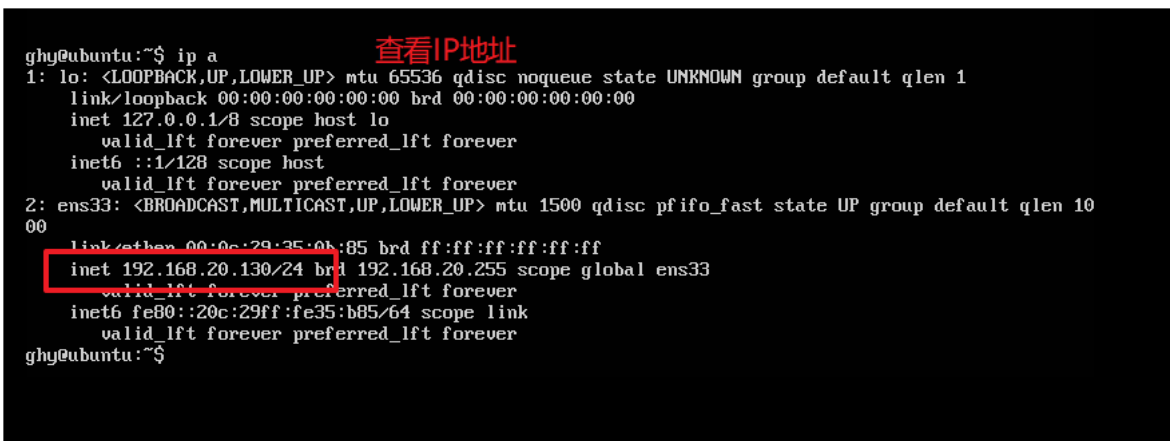 ghy@ubuntu:~$ ip a 查看IP地址
1: lo: <LOOPBACK,UP,LOWER_UP> mtu 65536 qdisc noqueue state UNKNOWN group default qlen 1
link/loopback 00:00:00:00:00:00 brd 00:00:00:00:00:00
inet 127.0.0.1/8 scope host lo
valid_lft forever preferred_lft forever
inet6 ::1/128 scope host
valid_lft forever preferred_lft forever
2: ens33: <BROADCAST,MULTICAST,UP,LOWER_UP> mtu 1500 qdisc pfifo_fast state UP group default qlen 10
00
link/ether 00:0c:29:35:0b:85 brd ff:ff:ff:ff:ff:ff
inet 192.168.20.130/24 brd 192.168.20.255 scope global ens33
valid_lft forever preferred_lft forever
inet6 fe80::20c:29ff:fe35:b85/64 scope link
valid_lft forever preferred_lft forever
ghy@ubuntu:~$